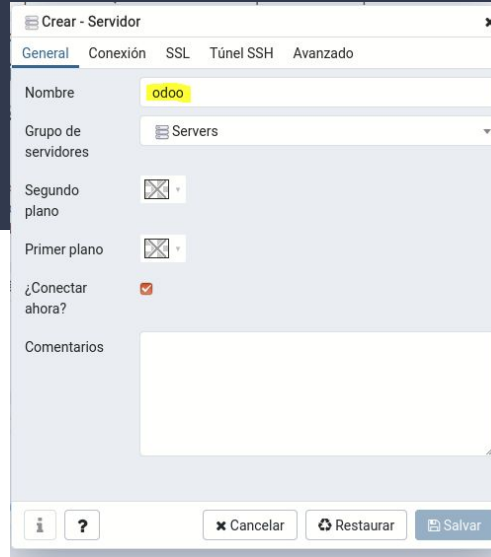 Crear - Servidor
General Conexión SSL Túnel SSH Avanzado
Nombre odoo
Grupo de servidores Servers
Segundo plano
Primer plano
¿Conectar ahora?
Comentarios
i ? Cancelar Restaurar Salvar